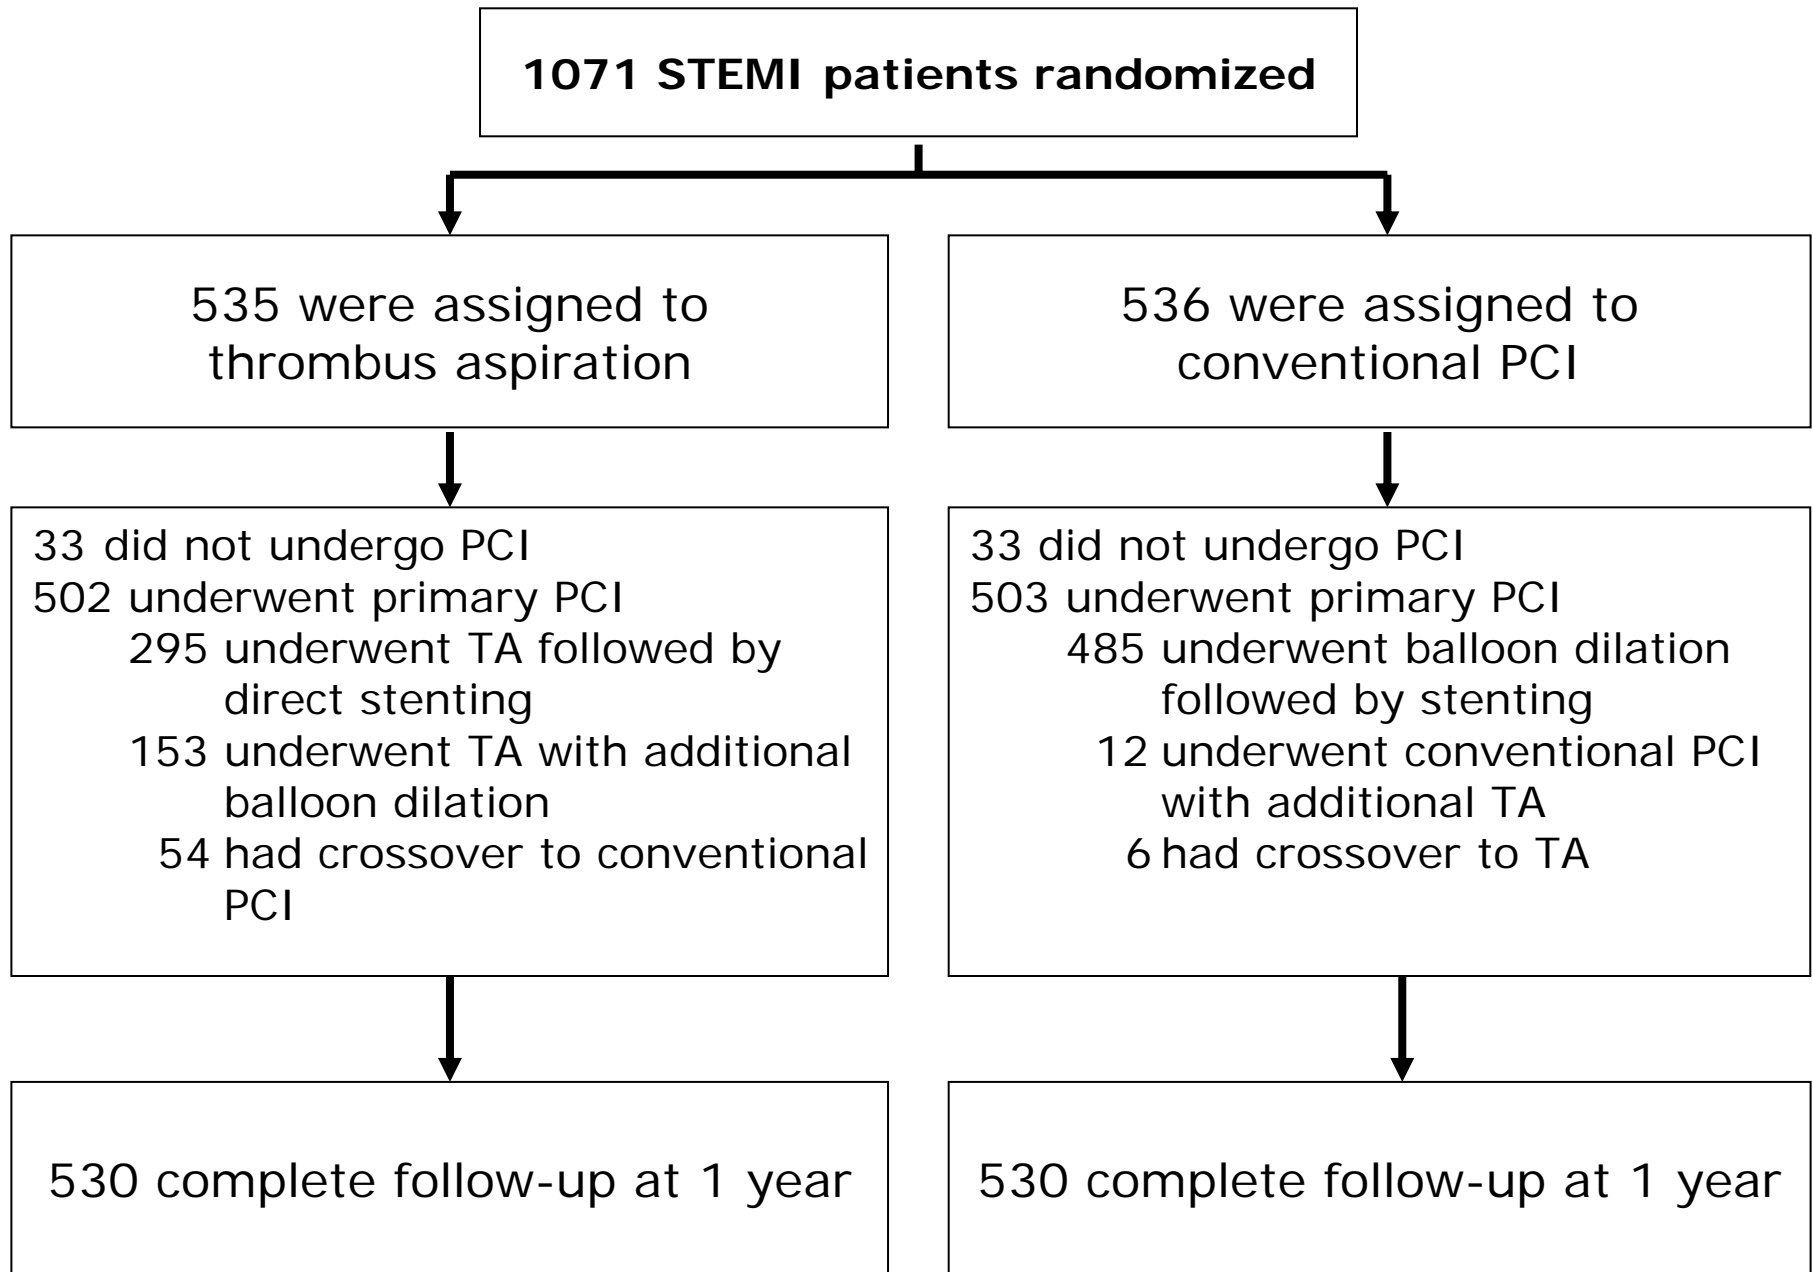 1071 STEMI patients randomized
535 were assigned to
thrombus aspiration
536 were assigned to
conventional PCI
33 did not undergo PCI
502 underwent primary PCI
295 underwent TA followed by
direct stenting
153 underwent TA with additional
balloon dilation
54 had crossover to conventional
PCI
33 did not undergo PCI
503 underwent primary PCI
485 underwent balloon dilation
followed by stenting
12 underwent conventional PCI
with additional TA
6 had crossover to TA
530 complete follow-up at 1 year
530 complete follow-up at 1 year